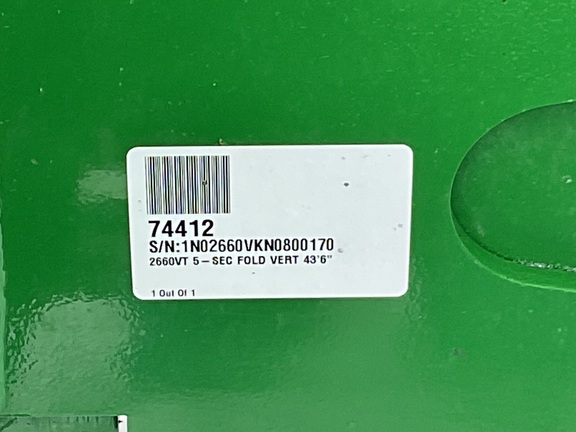 74412
S/N:1N02660VKN0800170
2660VT 5-SEC FOLD VERT 43'6"
1 Out Of 1